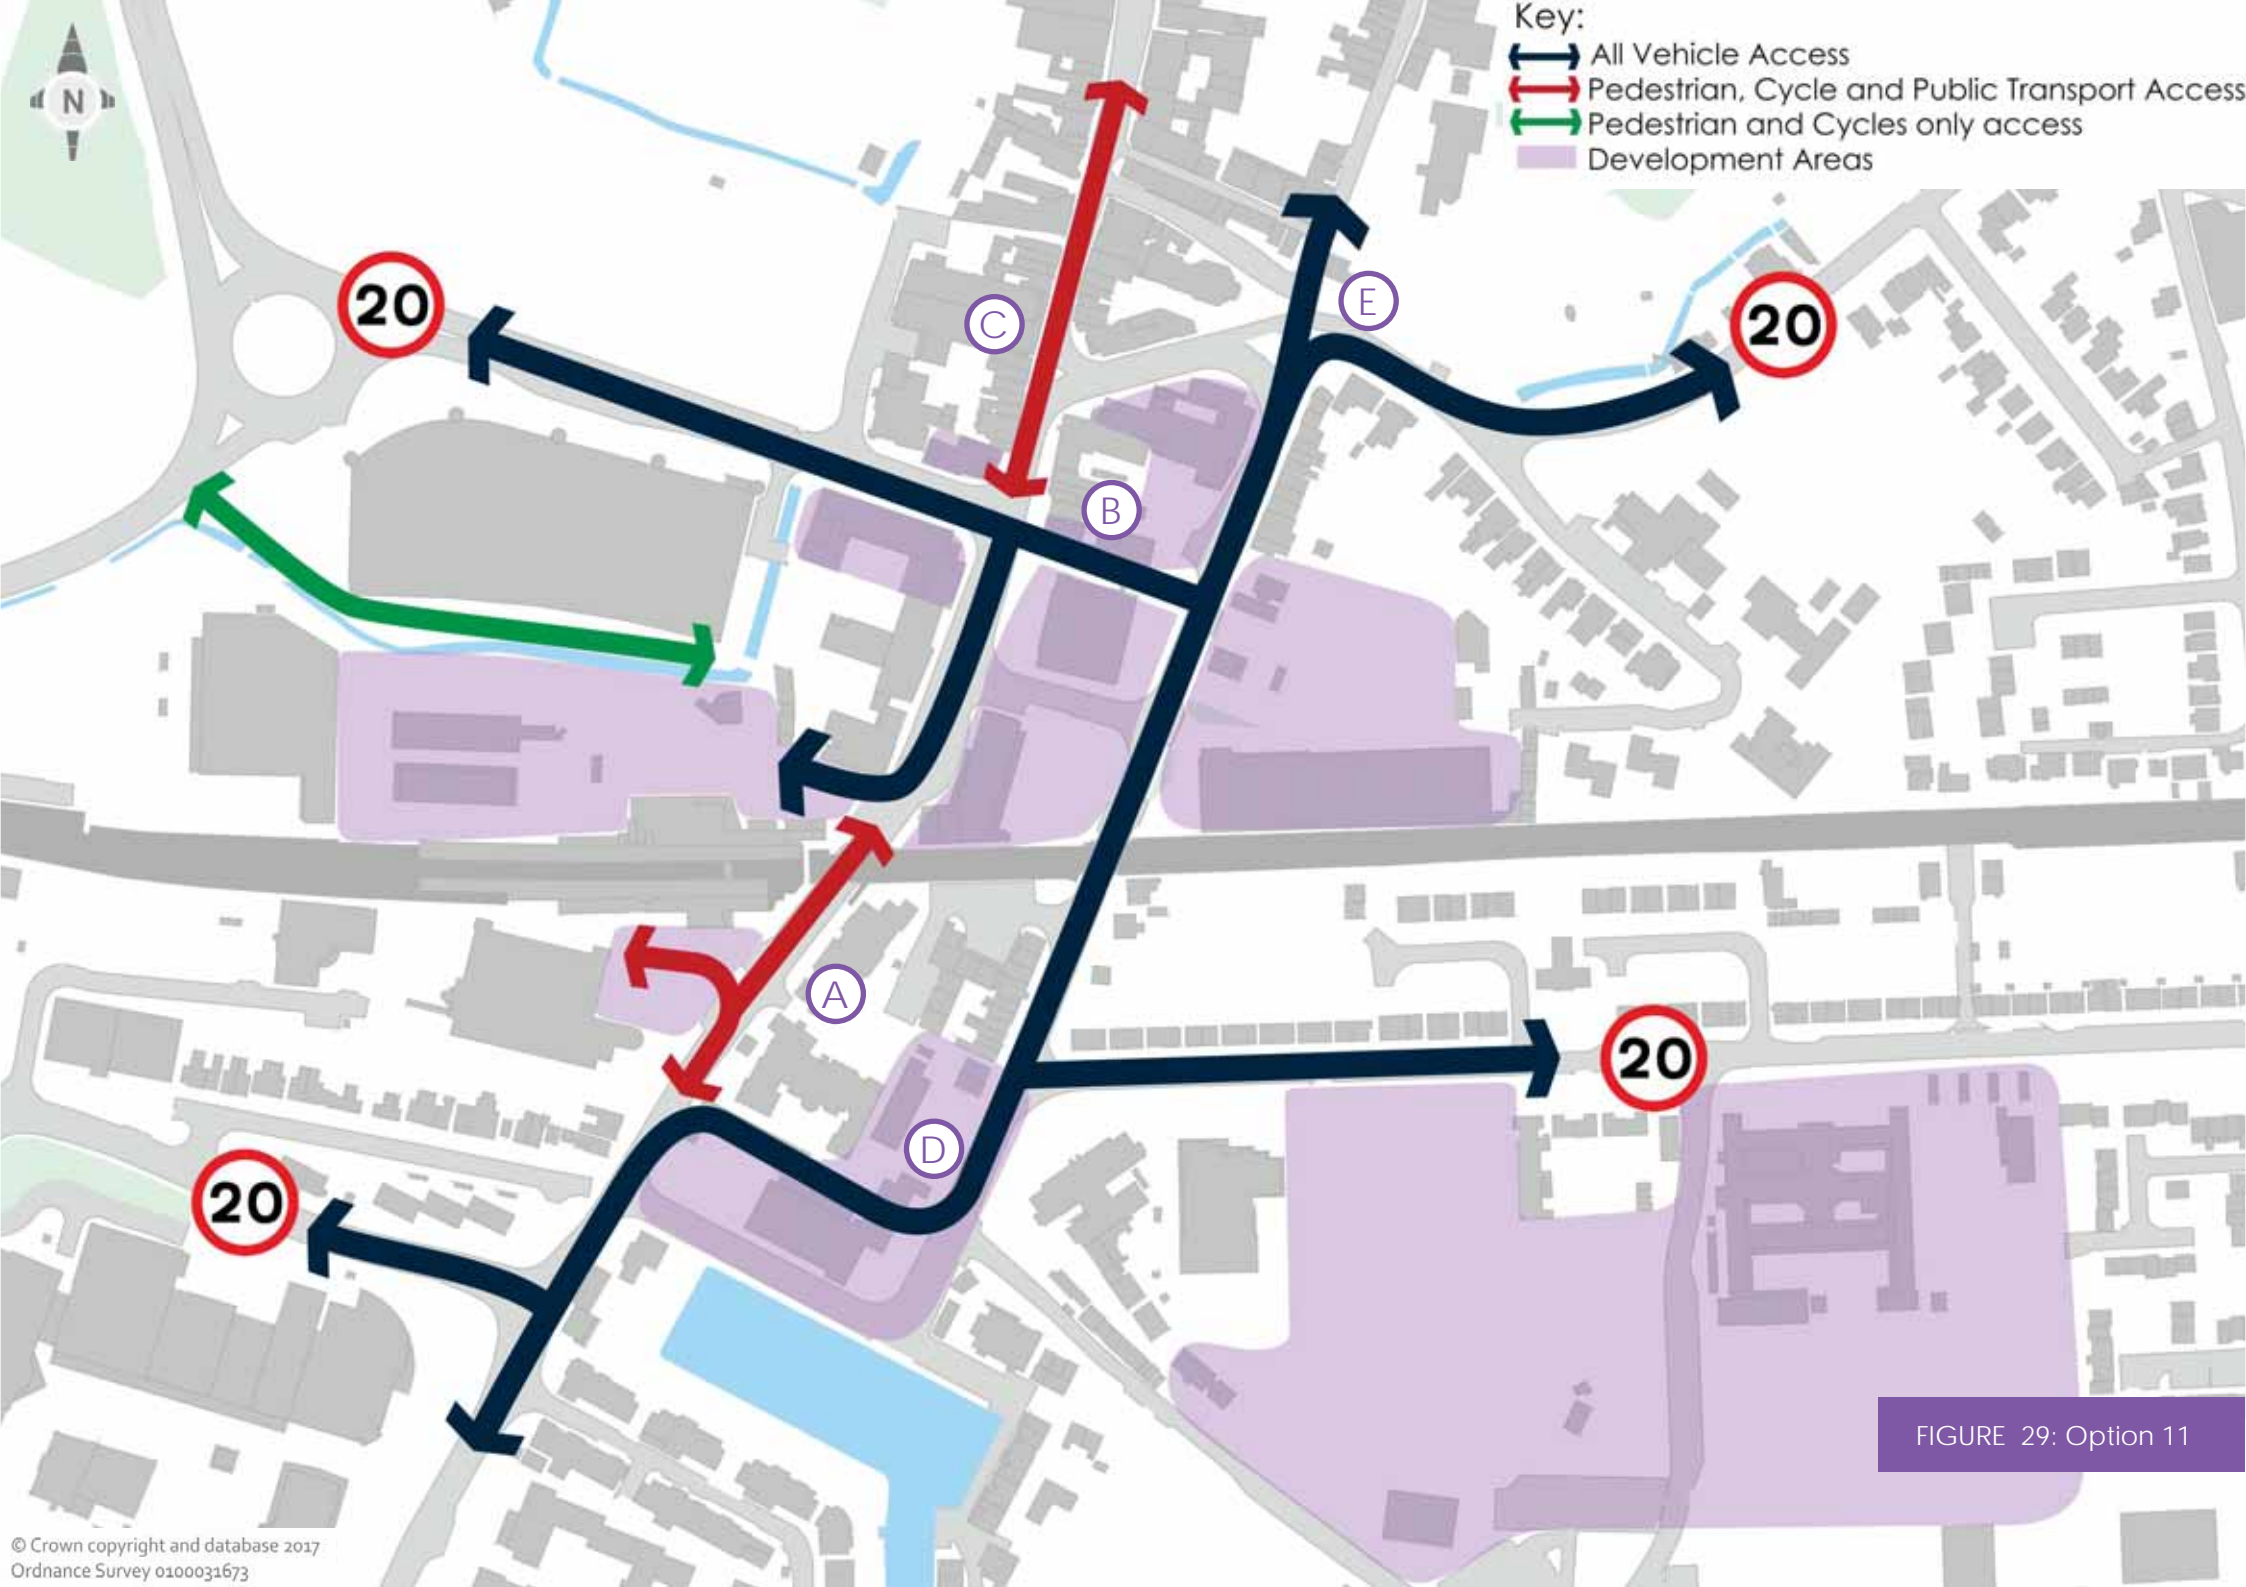 Key:
All Vehicle Access
Pedestrian, Cycle and Public Transport Access
Pedestrian and Cycles only access
Development Areas
N
20
20
C
E
B
A
20
D
20
FIGURE 29: Option 11
© Crown copyright and database 2017
Ordnance Survey 0100031673